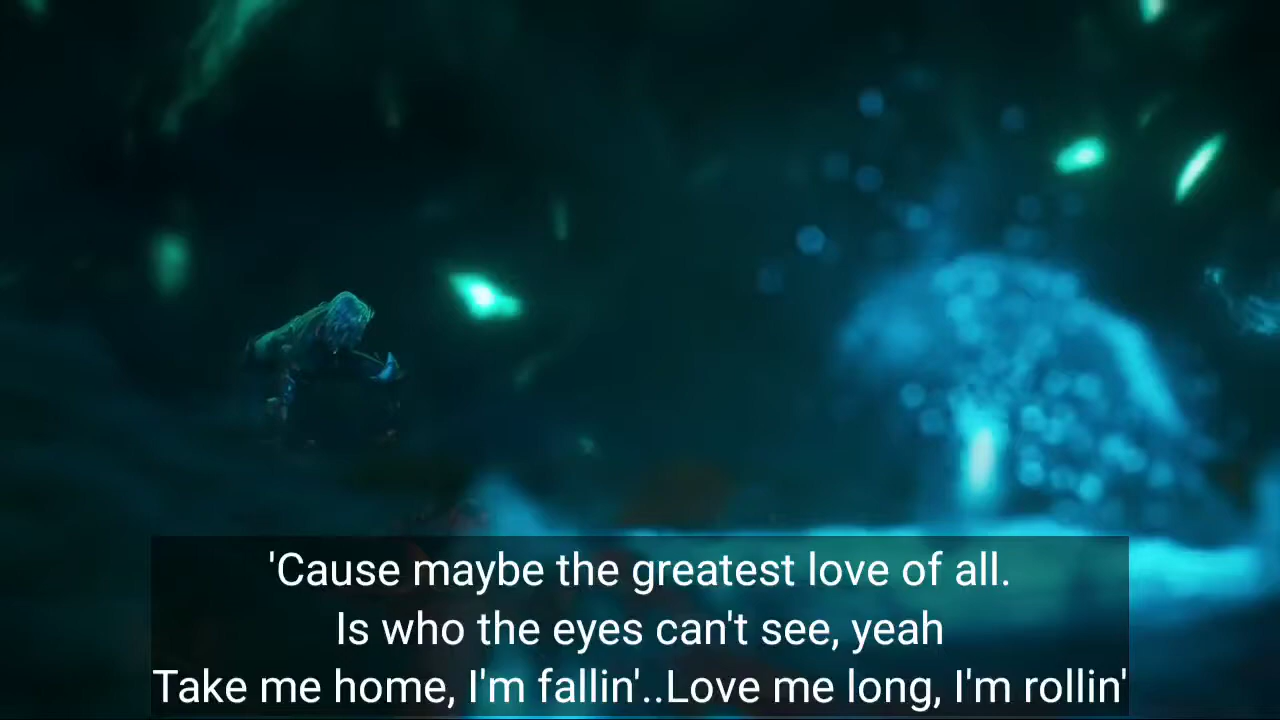 'Cause maybe the greatest love of all.
Is who the eyes can't see, yeah
Take me home, I'm fallin'..Love me long, I'm rollin'